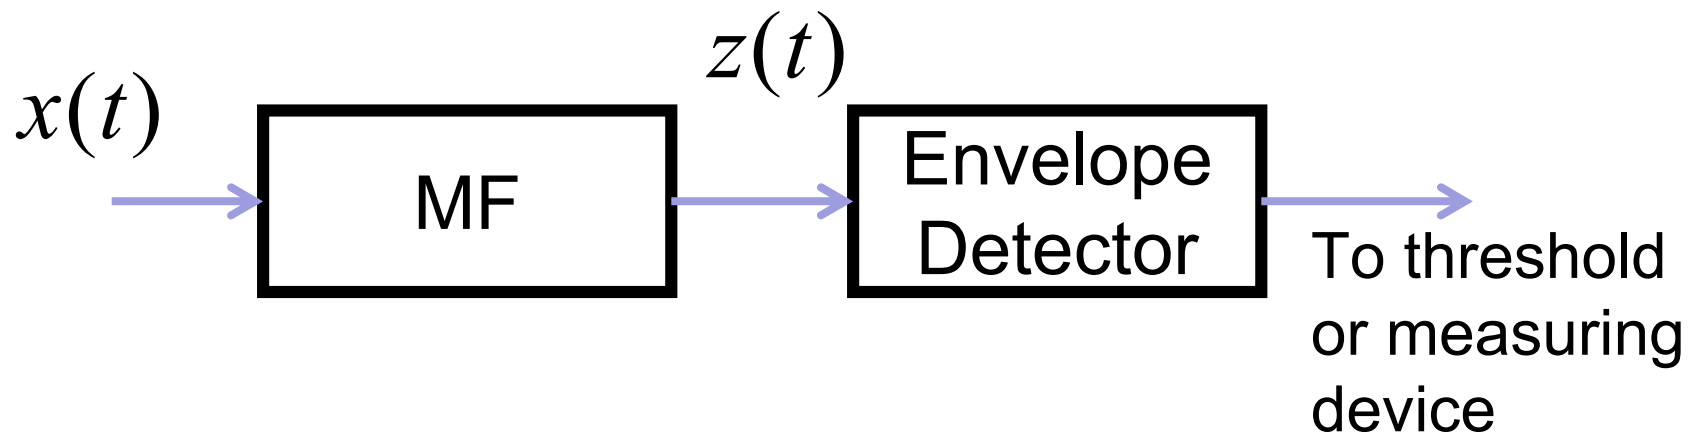 x(t)
MF
z(t)
Envelope
Detector
To threshold
or measuring
device